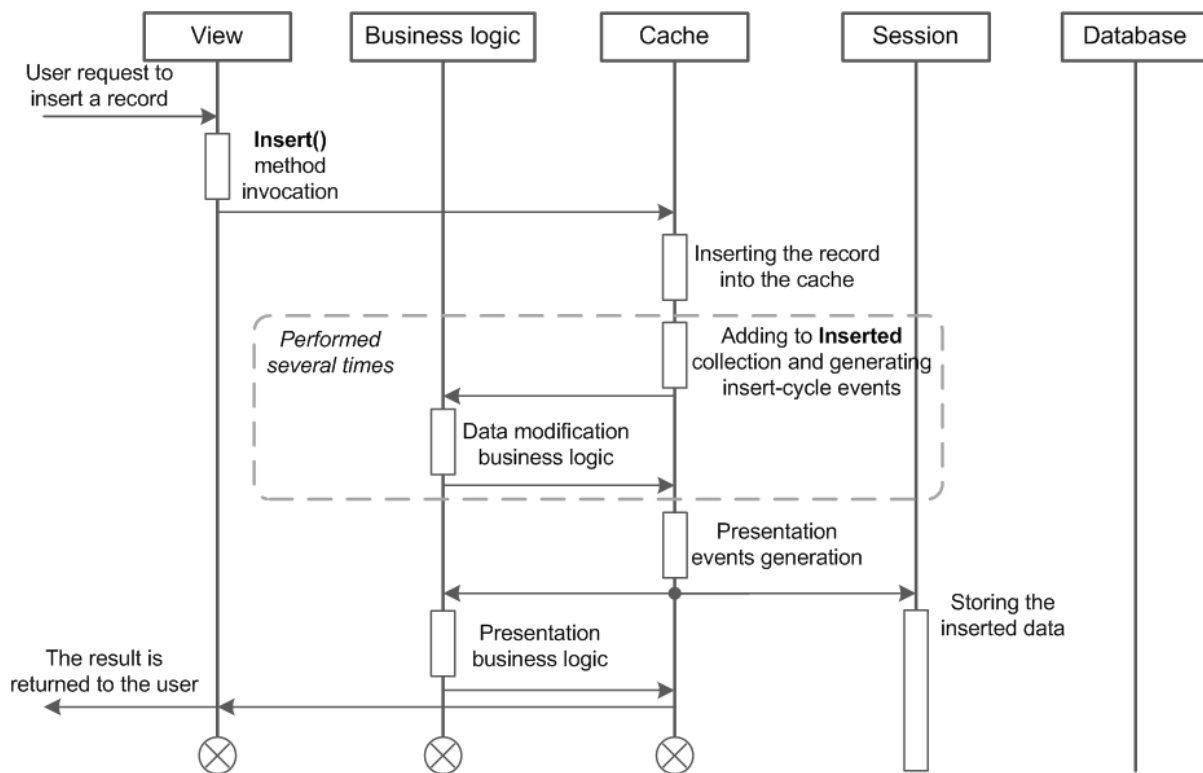 View
Business logic
Cache
Session
Database
User request to
insert a record
Insert()
method
invocation
Inserting the record
into the cache
Performed
several times
Adding to Inserted
collection and generating
insert-cycle events
Data modification
business logic
Presentation
events generation
Storing the
inserted data
Presentation
business logic
The result is
returned to the user